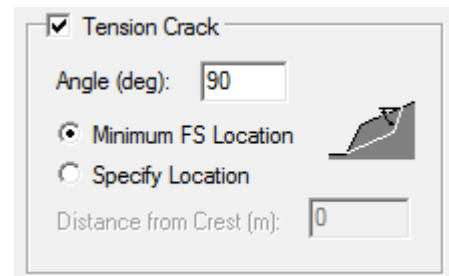 Tension Crack
Angle (deg): 90
Minimum FS Location
Specify Location
Distance from Crest (m): 0